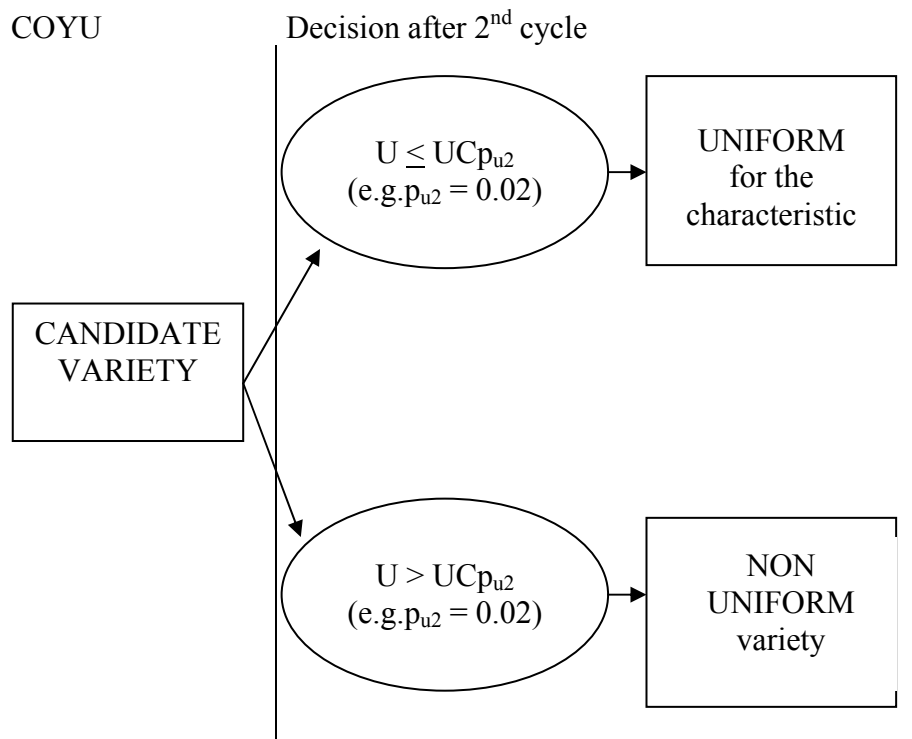 COYU
Decision after 2nd cycle
U ≤ UCpu2
(e.g.pu2 = 0.02)
UNIFORM
for the
characteristic
CANDIDATE
VARIETY
U > UCpu2
(e.g.pu2 = 0.02)
NON
UNIFORM
variety